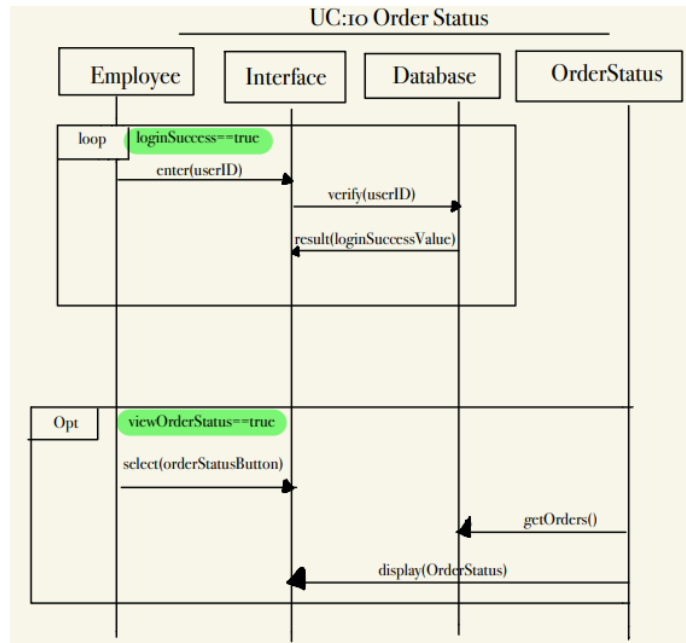 UC:10 Order Status
Employee
Interface
Database
OrderStatus
loop
loginSuccess==true
enter(userID)
verify(userID)
result(loginSuccessValue)
Opt
viewOrderStatus==true
select(orderStatusButton)
getOrders()
display(OrderStatus)